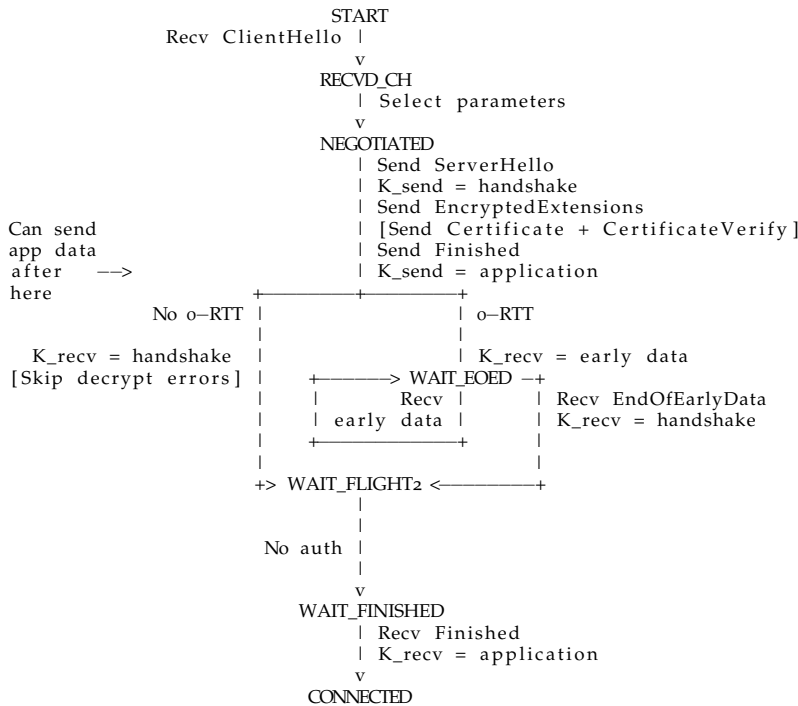 START
Recv ClientHello |
v
RECVD_CH
| Select parameters
v
NEGOTIATED
| Send ServerHello
| K_send = handshake
| Send EncryptedExtensions
Can send | [Send Certificate + CertificateVerify]
app data | Send Finished
after --> | K_send = application
here +--------+--------+
No 0-RTT | | 0-RTT
| |
K_recv = handshake | | K_recv = early data
[Skip decrypt errors] | +------> WAIT_EOED -+
| | Recv | | Recv EndOfEarlyData
| | early data | | K_recv = handshake
| +------------+ |
| |
+> WAIT_FLIGHT2 <--------+
|
|
No auth |
|
v
WAIT_FINISHED
| Recv Finished
| K_recv = application
v
CONNECTED